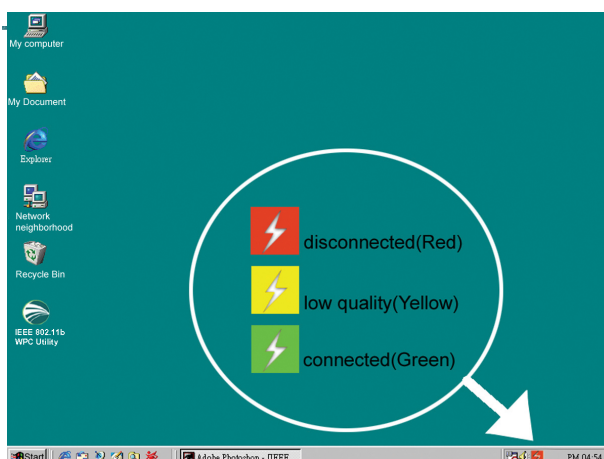 My computer
My Document
Explorer
Network
neighborhood
Recycle Bin
IEEE 802.11b
WPC Utility
disconnected(Red)
low quality(Yellow)
connected(Green)
Start
Adobe Photoshop - IEEE
PM 04:54